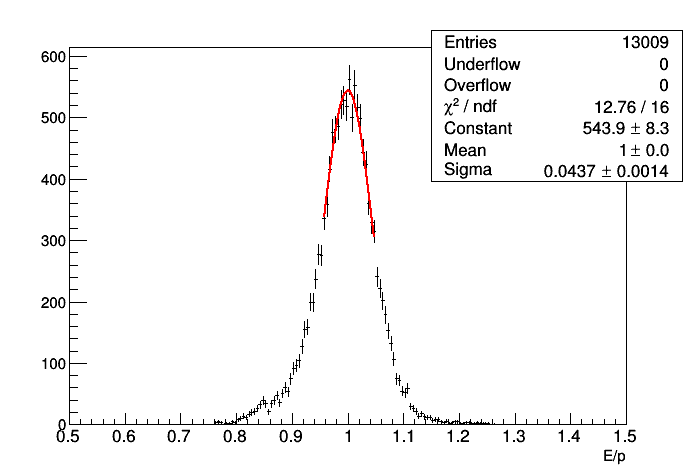 Entries 13009
Underflow 0
Overflow 0
χ² / ndf 12.76 / 16
Constant 543.9 ± 8.3
Mean 1 ± 0.0
Sigma 0.0437 ± 0.0014
600
500
400
300
200
100
0
0.5 0.6 0.7 0.8 0.9 1 1.1 1.2 1.3 1.4 1.5
E/p